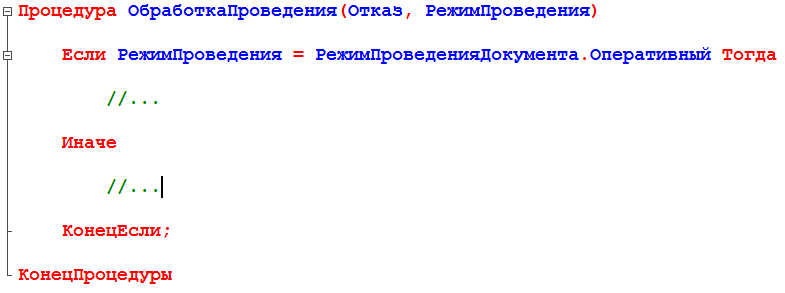 Процедура ОбработкаПроведения(Отказ, РежимПроведения)
Если РежимПроведения = РежимПроведенияДокумента.Оперативный Тогда
//...
Иначе
//...
КонецЕсли;
КонецПроцедуры